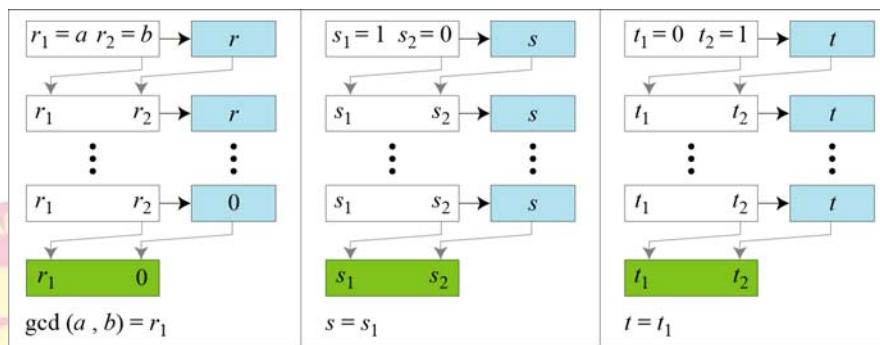 r₁ = a r₂ = b r
r₁ r₂ r
r₁ r₂ 0
r₁ 0
gcd (a , b) = r₁
s₁ = 1 s₂ = 0 s
s₁ s₂ s
s₁ s₂ s
s₁ s₂
s = s₁
t₁ = 0 t₂ = 1 t
t₁ t₂ t
t₁ t₂ t
t₁ t₂
t = t₁